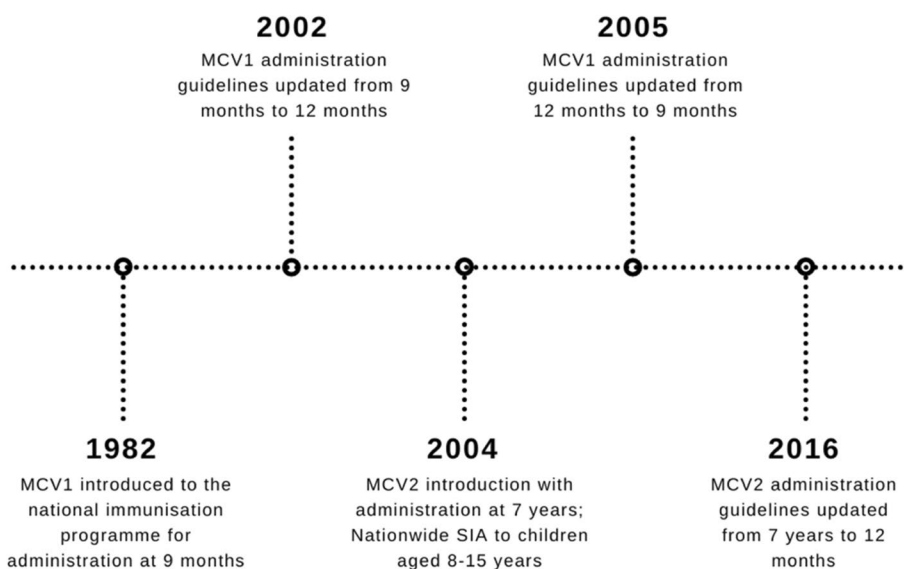 2002
MCV1 administration
guidelines updated from 9
months to 12 months
2005
MCV1 administration
guidelines updated from
12 months to 9 months
1982
MCV1 introduced to the
national immunisation
programme for
administration at 9 months
2004
MCV2 introduction with
administration at 7 years;
Nationwide SIA to children
aged 8-15 years
2016
MCV2 administration
guidelines updated
from 7 years to 12
months